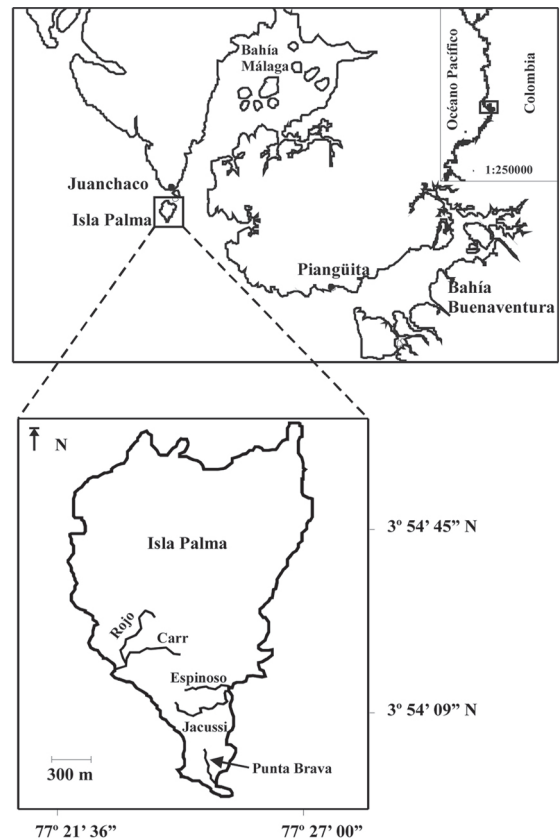 Bahía
Málaga
Océano Pacífico
Colombia
1:250000
Juanchaco
Isla Palma
Piangüita
Bahía
Buenaventura
N
3º 54’ 45” N
Isla Palma
Rojo
Carr
Espinoso
3º 54’ 09” N
Jacussi
Punta Brava
300 m
77º 21’ 36”
77º 27’ 00”